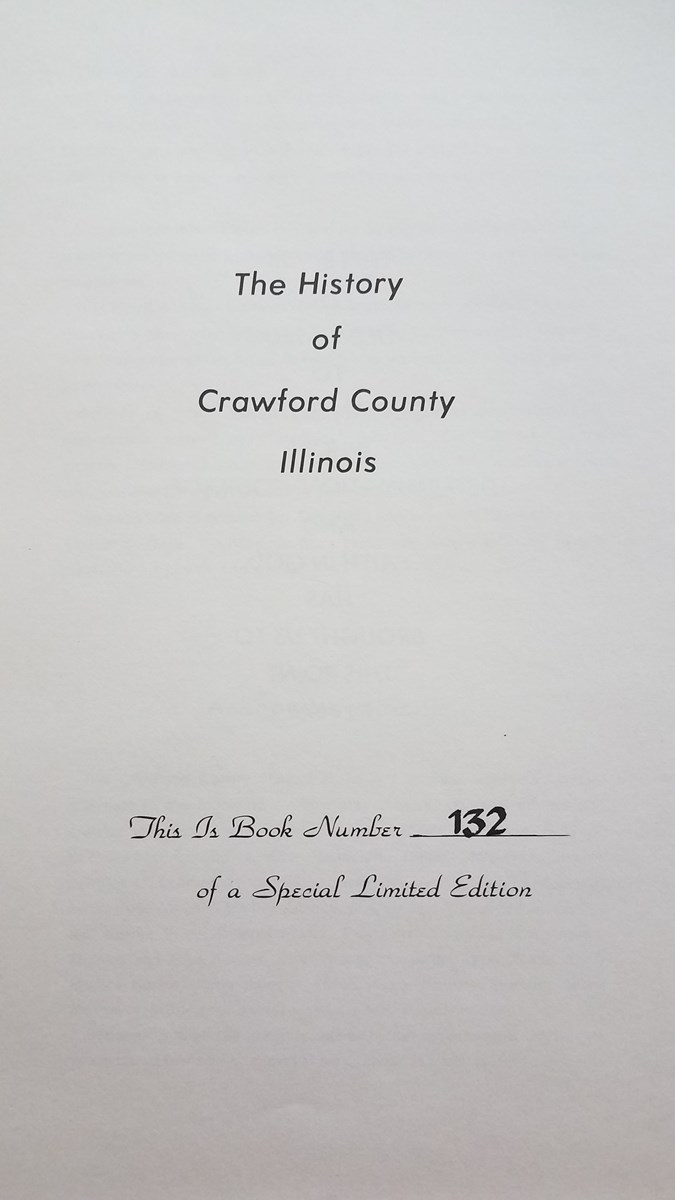 The History
of
Crawford County
Illinois
This Is Book Number 132
of a Special Limited Edition